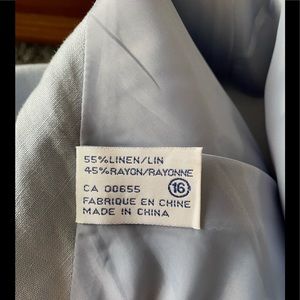 55%LINEN/LIN
45%RAYON/RAYONNE
CA 00655 16
FABRIQUE EN CHINE
MADE IN CHINA